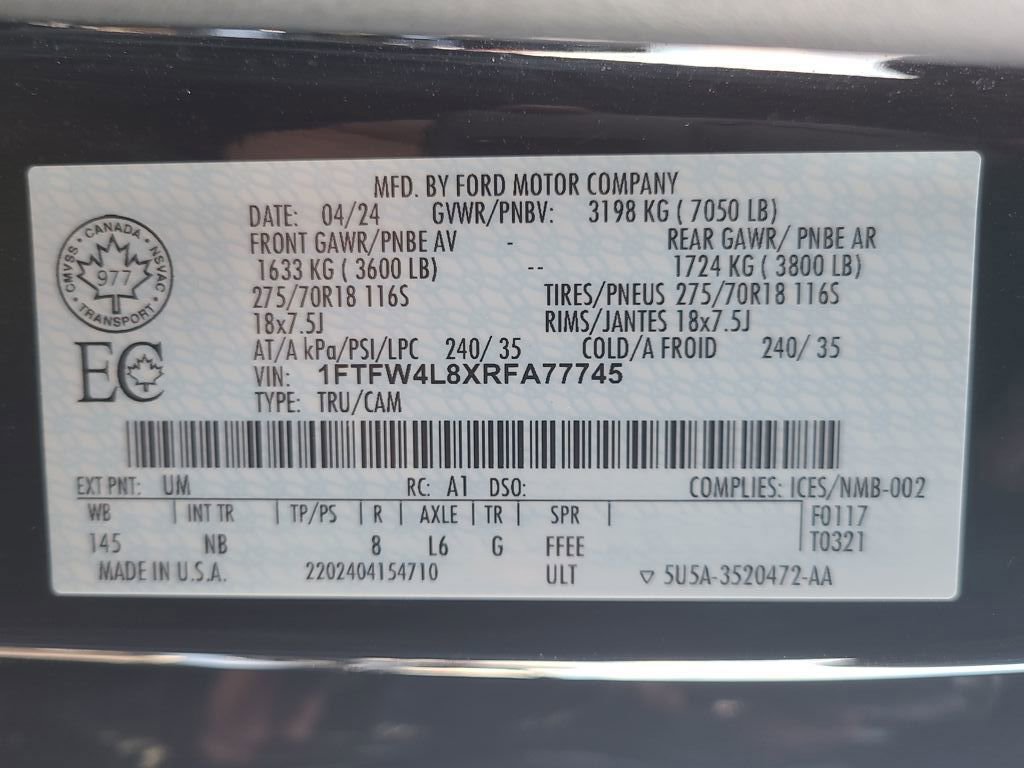 MFD. BY FORD MOTOR COMPANY
DATE: 04/24 GVWR/PNBV: 3198 KG ( 7050 LB)
FRONT GAWR/PNBE AV - REAR GAWR/ PNBE AR
1633 KG ( 3600 LB) -- 1724 KG ( 3800 LB)
275/70R18 116S TIRES/PNEUS 275/70R18 116S
18x7.5J RIMS/JANTES 18x7.5J
AT/A kPa/PSI/LPC 240/ 35 COLD/A FROID 240/ 35
VIN: 1FTFW4L8XRFA77745
TYPE: TRU/CAM
CANADA
CMVSS · NSVAC
977
TRANSPORT
EC
EXT PNT: UM RC: A1 DSO: COMPLIES: ICES/NMB-002
WB | INT TR | TP/PS | R | AXLE | TR | SPR | F0117
145 NB 8 L6 G FFEE T0321
MADE IN U.S.A. 2202404154710 ULT ▽ 5U5A-3520472-AA